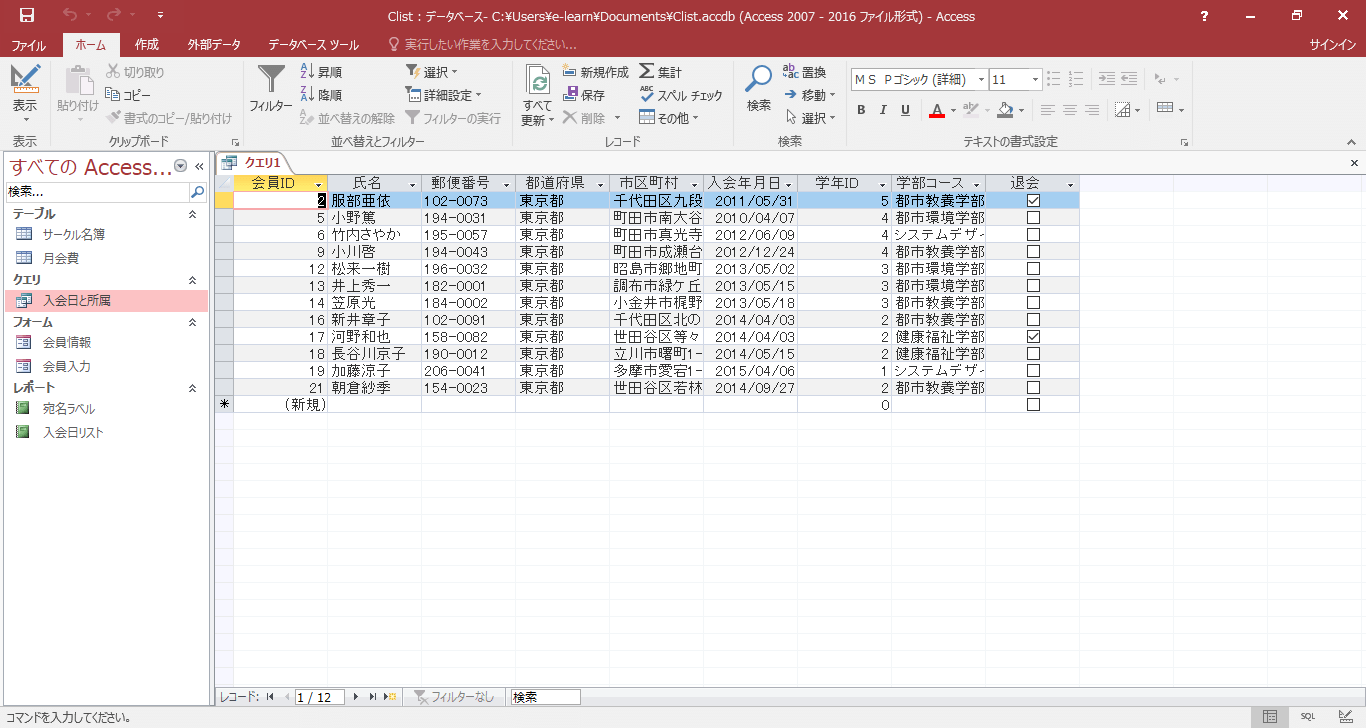 Clist : データベース- C:¥Users¥e-learn¥Documents¥Clist.accdb (Access 2007 - 2016 ファイル形式) - Access
ファイル ホーム 作成 外部データ データベース ツール 実行したい作業を入力してください... サインイン
表示 貼り付け 切り取り コピー 書式のコピー/貼り付け フィルター 昇順 降順 並べ替えの解除 選択 詳細設定 フィルターの実行 すべて更新 新規作成 保存 削除 集計 スペル チェック その他 検索 置換 移動 選択 MS Pゴシック (詳細) 11 B I U A
表示 クリップボード 並べ替えとフィルター レコード 検索 テキストの書式設定
すべての Access...
検索...
テーブル
サークル名簿
月会費
クエリ
入会日と所属
フォーム
会員情報
会員入力
レポート
宛名ラベル
入会日リスト
クエリ1
会員ID 氏名 郵便番号 都道府県 市区町村 入会年月日 学年ID 学部コース 退会
2 服部亜依 102-0073 東京都 千代田区九段 2011/05/31 5 都市教養学部
5 小野篤 194-0031 東京都 町田市南大谷 2010/04/07 4 都市環境学部
6 竹内さやか 195-0057 東京都 町田市真光寺 2012/06/09 4 システムデザイ
9 小川啓 194-0043 東京都 町田市成瀬台 2012/12/24 4 都市教養学部
12 松来一樹 196-0032 東京都 昭島市郷地町 2013/05/02 3 都市環境学部
13 井上秀一 182-0001 東京都 調布市緑ケ丘 2013/05/15 3 都市環境学部
14 笠原光 184-0002 東京都 小金井市梶野 2013/05/18 3 都市教養学部
16 新井章子 102-0091 東京都 千代田区北の 2014/04/03 2 都市教養学部
17 河野和也 158-0082 東京都 世田谷区等々 2014/04/03 2 健康福祉学部
18 長谷川京子 190-0012 東京都 立川市曙町1- 2014/05/15 2 健康福祉学部
19 加藤涼子 206-0041 東京都 多摩市愛宕1- 2015/04/06 1 システムデザイ
21 朝倉紗季 154-0023 東京都 世田谷区若林 2014/09/27 2 都市教養学部
* (新規) 0
レコード: 1 / 12 フィルターなし 検索
コマンドを入力してください。 SQL